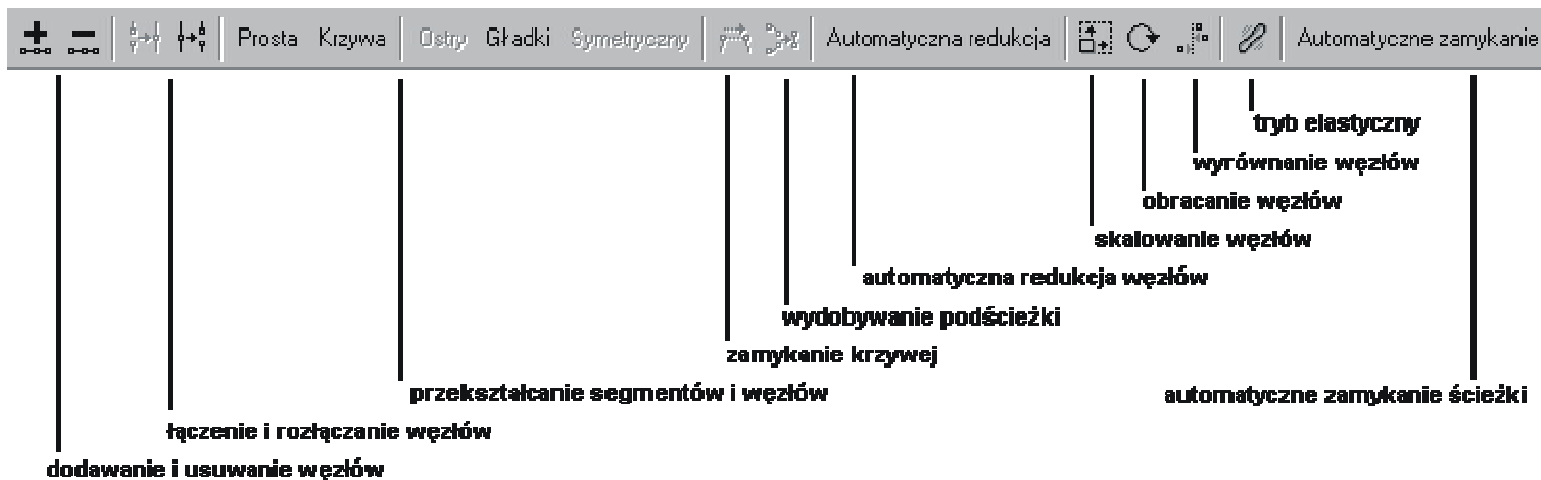 Prosta Krzywa Ostry Gładki Symetryczny Automatyczna redukcja Automatyczne zamykanie
tryb elastyczny
wyrównanie węzłów
obracanie węzłów
skalowanie węzłów
automatyczna redukcja węzłów
wydobywanie podścieżki
zamykanie krzywej
przekształcanie segmentów i węzłów
automatyczne zamykanie ścieżki
łączenie i rozłączanie węzłów
dodawanie i usuwanie węzłów